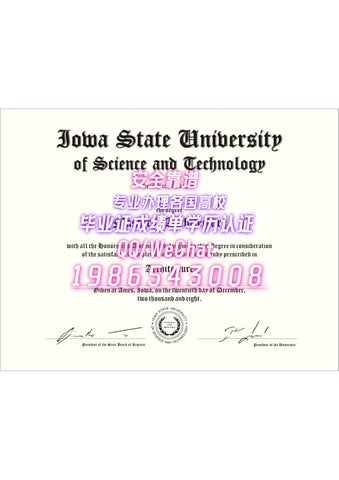 Iowa State University
of Science and Technology
安全靠谱
专业办理各国高校
the degree
毕业证成绩单学历认证
with all the Honors
degree in consideration
QQ/WeChat
of the
prescribed in
1986543008
Given at Ames, Iowa, on the twentieth day of December,
two thousand and eight.
President of the State Board of Regents
President of the University